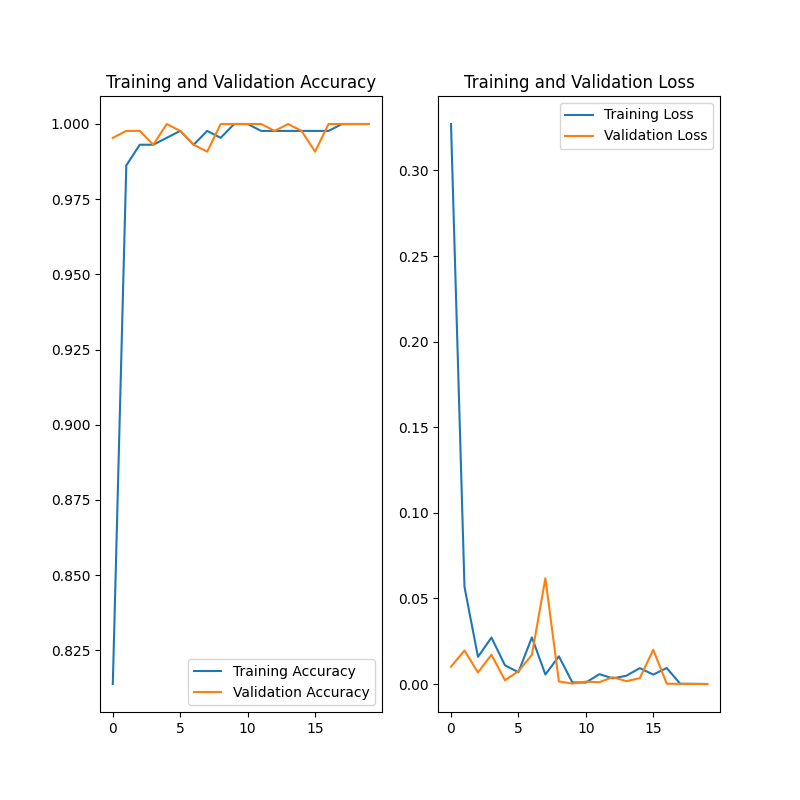 Training and Validation Accuracy
1.000
0.975
0.950
0.925
0.900
0.875
0.850
0.825
Training Accuracy
Validation Accuracy
0 5 10 15
Training and Validation Loss
Training Loss
Validation Loss
0.30
0.25
0.20
0.15
0.10
0.05
0.00
0 5 10 15